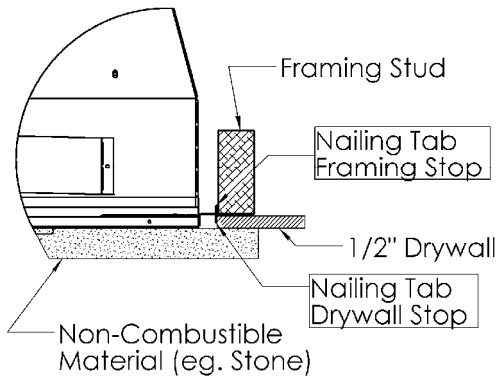 Framing Stud
Nailing Tab
Framing Stop
1/2" Drywall
Nailing Tab
Drywall Stop
Non-Combustible
Material (eg. Stone)